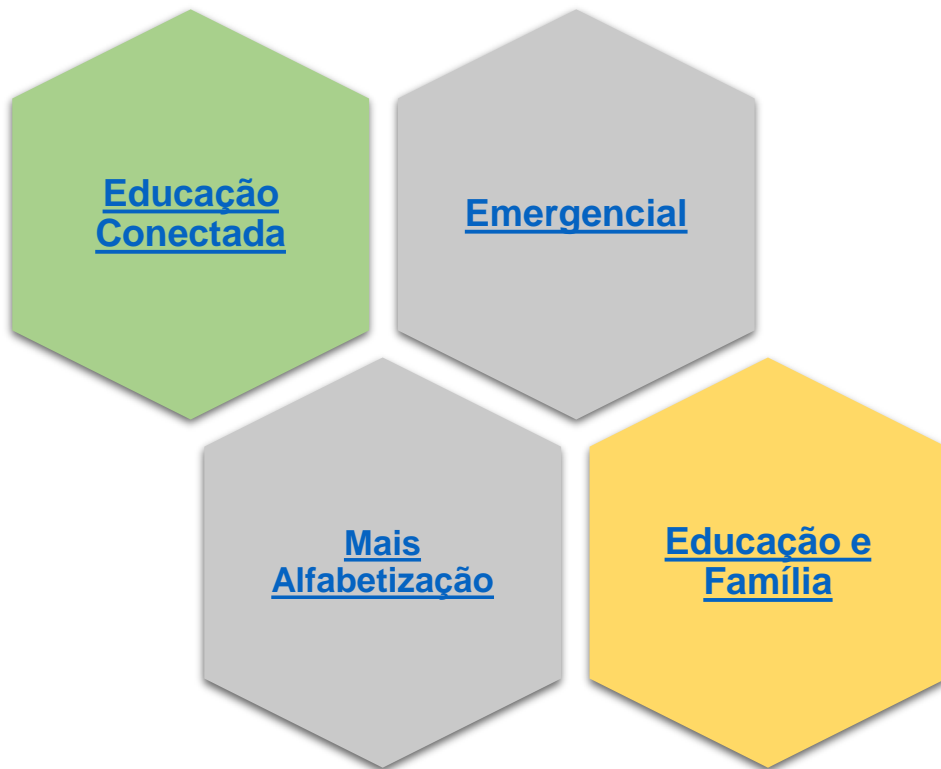 Educação
Conectada
Emergencial
Mais
Alfabetização
Educação e
Família